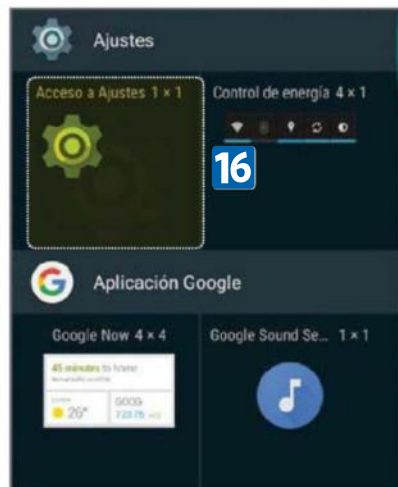 Ajustes
Acceso a Ajustes 1 × 1
Control de energía 4 × 1
16
Aplicación Google
Google Now 4 × 4
Google Sound Se... 1 × 1
45 minutes to home
26°
GOOG